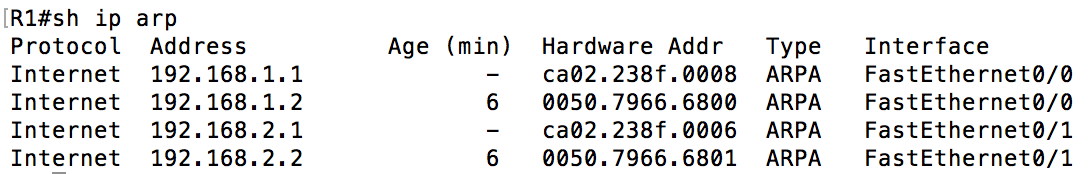 R1#sh ip arp
Protocol  Address          Age (min)  Hardware Addr   Type   Interface
Internet  192.168.1.1             -   ca02.238f.0008  ARPA   FastEthernet0/0
Internet  192.168.1.2             6   0050.7966.6800  ARPA   FastEthernet0/0
Internet  192.168.2.1             -   ca02.238f.0006  ARPA   FastEthernet0/1
Internet  192.168.2.2             6   0050.7966.6801  ARPA   FastEthernet0/1